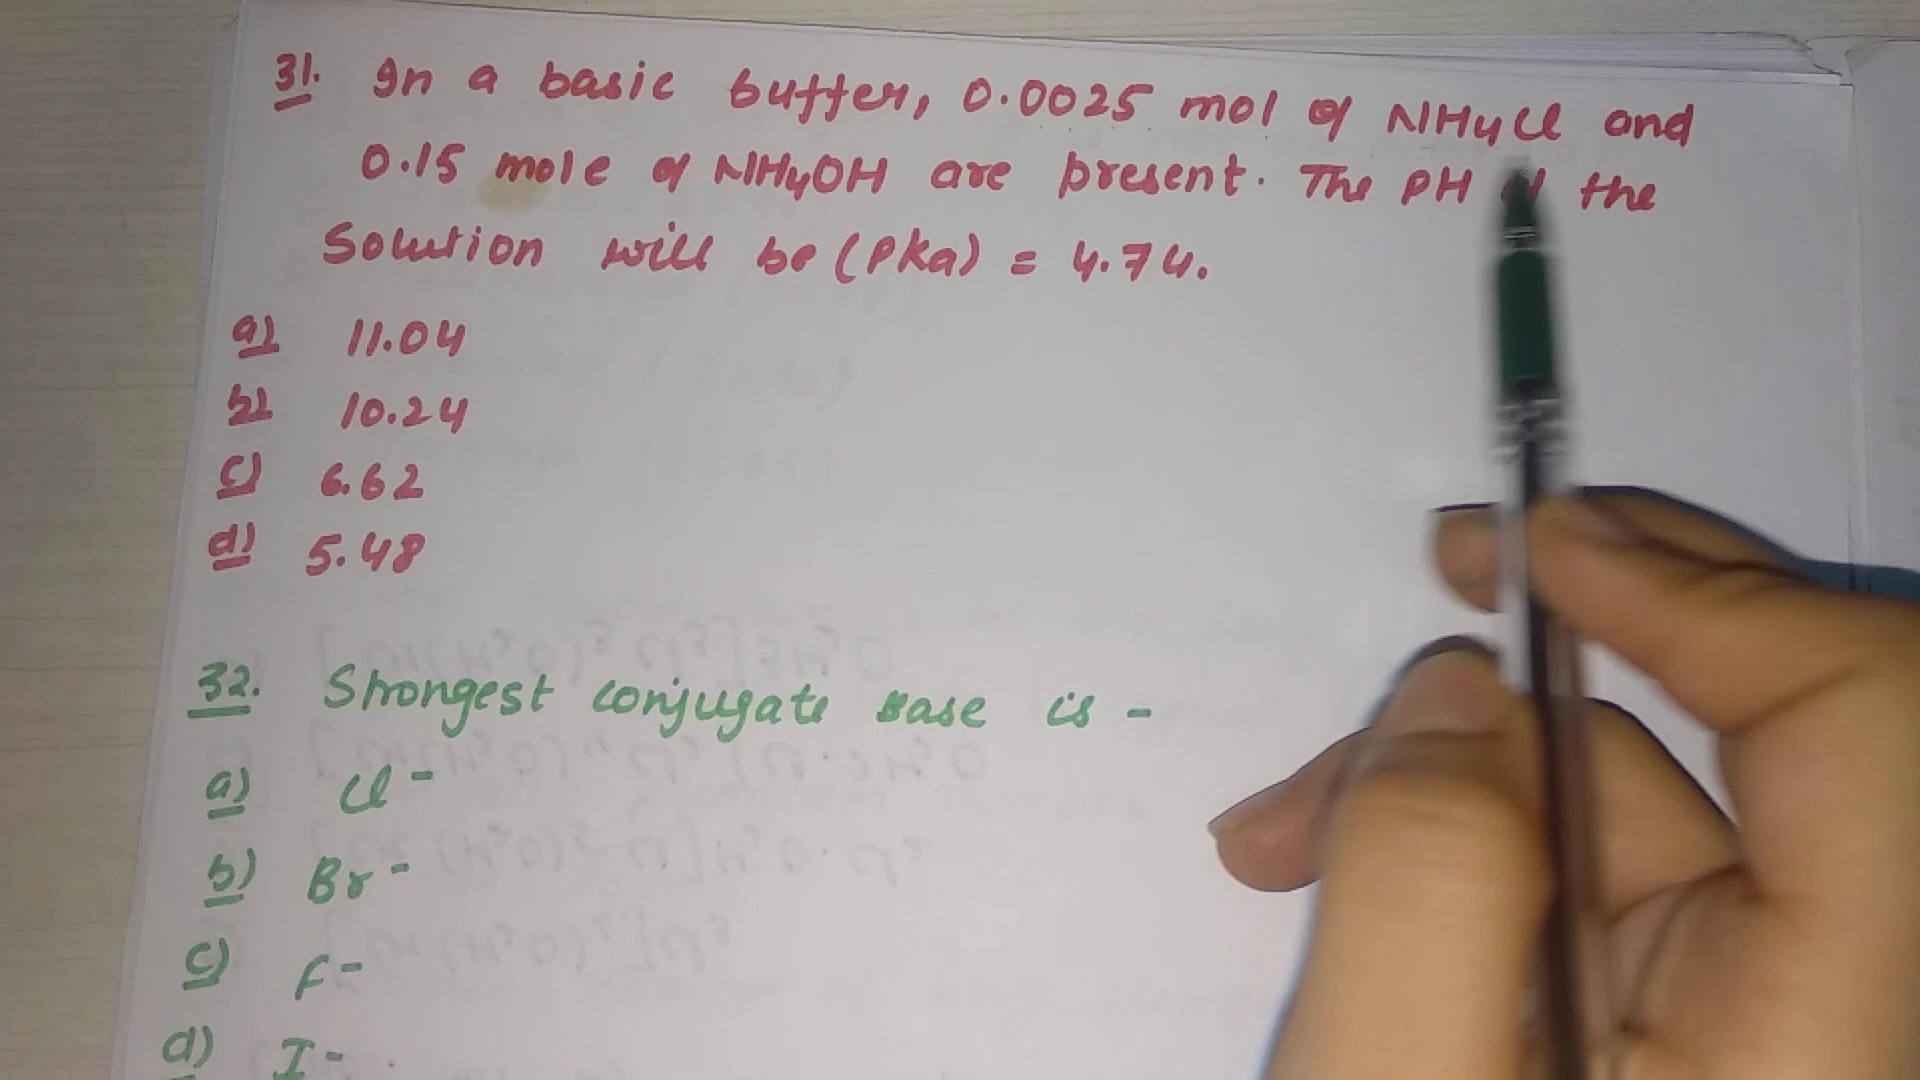 31. In a basic buffer, 0.0025 mol of NH4Cl and
0.15 mole of NH4OH are present. The PH of the
Solution will be (Pka) = 4.74.
a) 11.04
b) 10.24
c) 6.62
d) 5.48
32. Strongest conjugate Base is -
a) Cl-
b) Br-
c) F-
d) I-